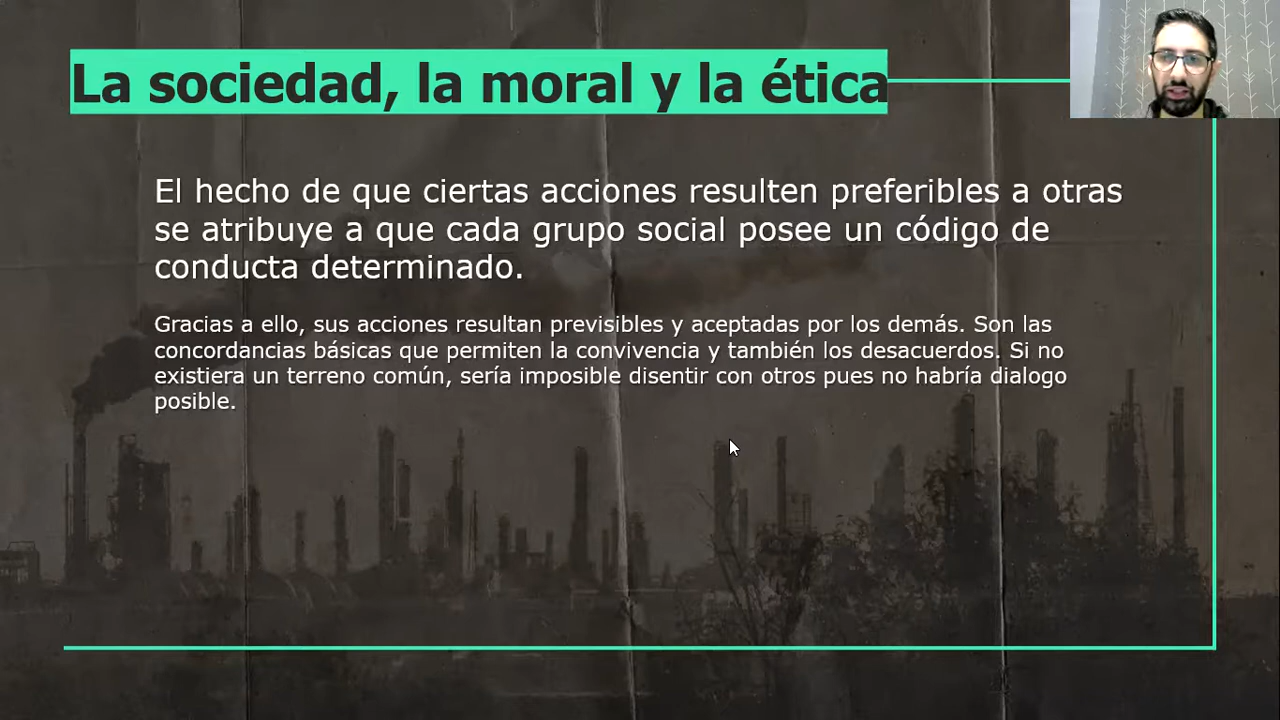 La sociedad, la moral y la ética
El hecho de que ciertas acciones resulten preferibles a otras
se atribuye a que cada grupo social posee un código de
conducta determinado.
Gracias a ello, sus acciones resultan previsibles y aceptadas por los demás. Son las
concordancias básicas que permiten la convivencia y también los desacuerdos. Si no
existiera un terreno común, sería imposible disentir con otros pues no habría dialogo
posible.